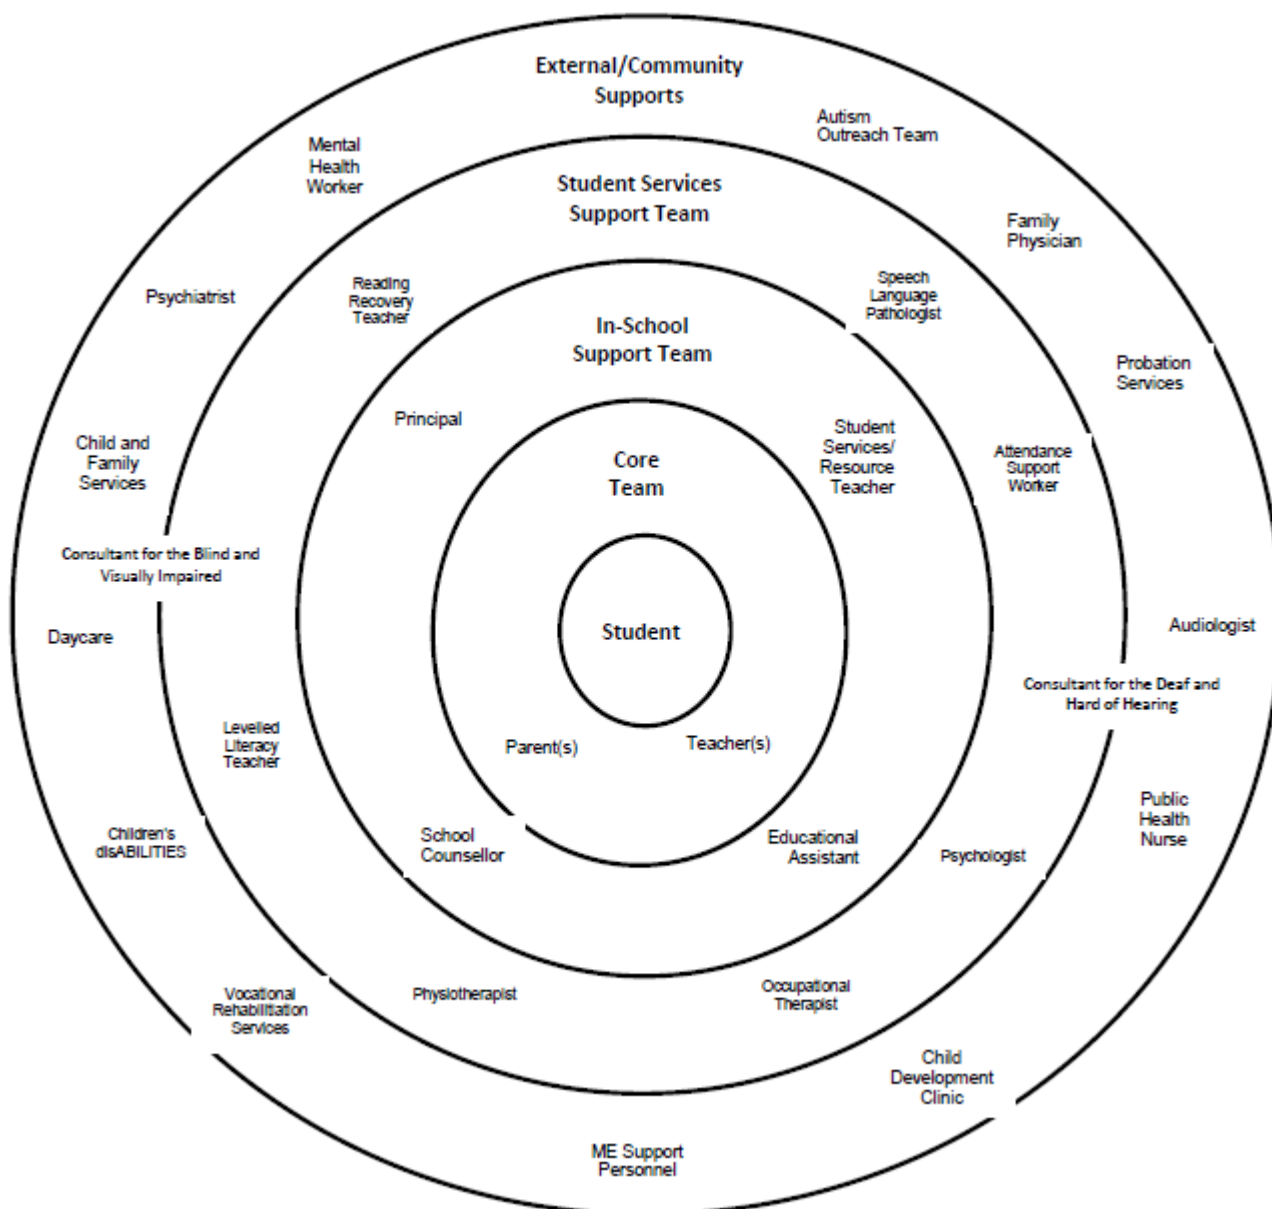 External/Community
Supports
Autism
Outreach Team
Mental
Health
Worker
Student Services
Support Team
Family
Physician
Psychiatrist
Reading
Recovery
Teacher
Speech
Language
Pathologist
In-School
Support Team
Probation
Services
Principal
Student
Services/
Resource
Teacher
Child and
Family
Services
Attendance
Support
Worker
Core
Team
Consultant for the Blind and
Visually Impaired
Daycare
Student
Audiologist
Consultant for the Deaf and
Hard of Hearing
Levelled
Literacy
Teacher
Parent(s)
Teacher(s)
Public
Health
Nurse
Children's
disABILITIES
School
Counsellor
Educational
Assistant
Psychologist
Vocational
Rehabilitation
Services
Physiotherapist
Occupational
Therapist
Child
Development
Clinic
ME Support
Personnel